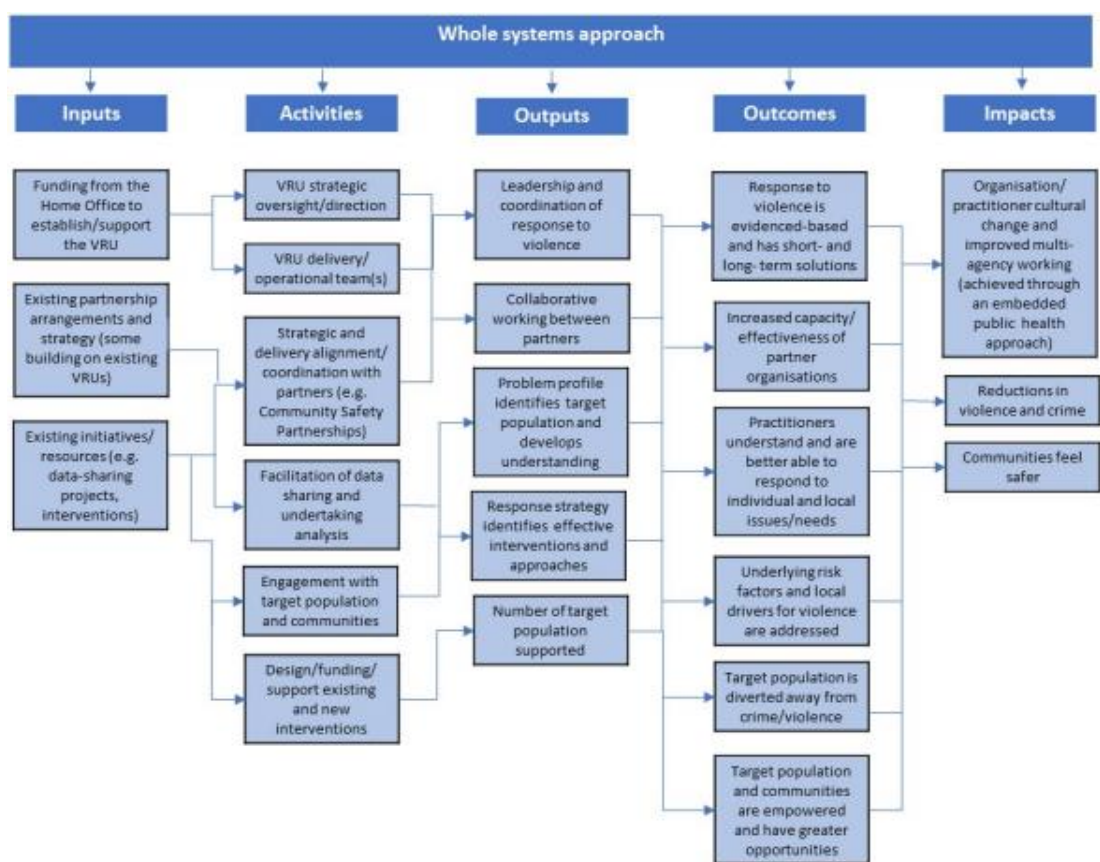 Whole systems approach
Inputs
Activities
Outputs
Outcomes
Impacts
Funding from the
Home Office to
establish/support
the VRU
Existing partnership
arrangements and
strategy (some
building on existing
VRUs)
Existing initiatives/
resources (e.g.
data-sharing
projects,
interventions)
VRU strategic
oversight/direction
VRU delivery/
operational team(s)
Strategic and
delivery alignment/
coordination with
partners (e.g.
Community Safety
Partnerships)
Facilitation of data
sharing and
undertaking
analysis
Engagement with
target population
and communities
Design/funding/
support existing
and new
interventions
Leadership and
coordination of
response to
violence
Collaborative
working between
partners
Problem profile
identifies target
population and
develops
understanding
Response strategy
identifies effective
interventions and
approaches
Number of target
population
supported
Response to
violence is
evidenced-based
and has short- and
long- term solutions
Increased capacity/
effectiveness of
partner
organisations
Practitioners
understand and are
better able to
respond to
individual and local
issues/needs
Underlying risk
factors and local
drivers for violence
are addressed
Target population is
diverted away from
crime/violence
Target population
and communities
are empowered
and have greater
opportunities
Organisation/
practitioner cultural
change and
improved multi-
agency working
(achieved through
an embedded
public health
approach)
Reductions in
violence and crime
Communities feel
safer